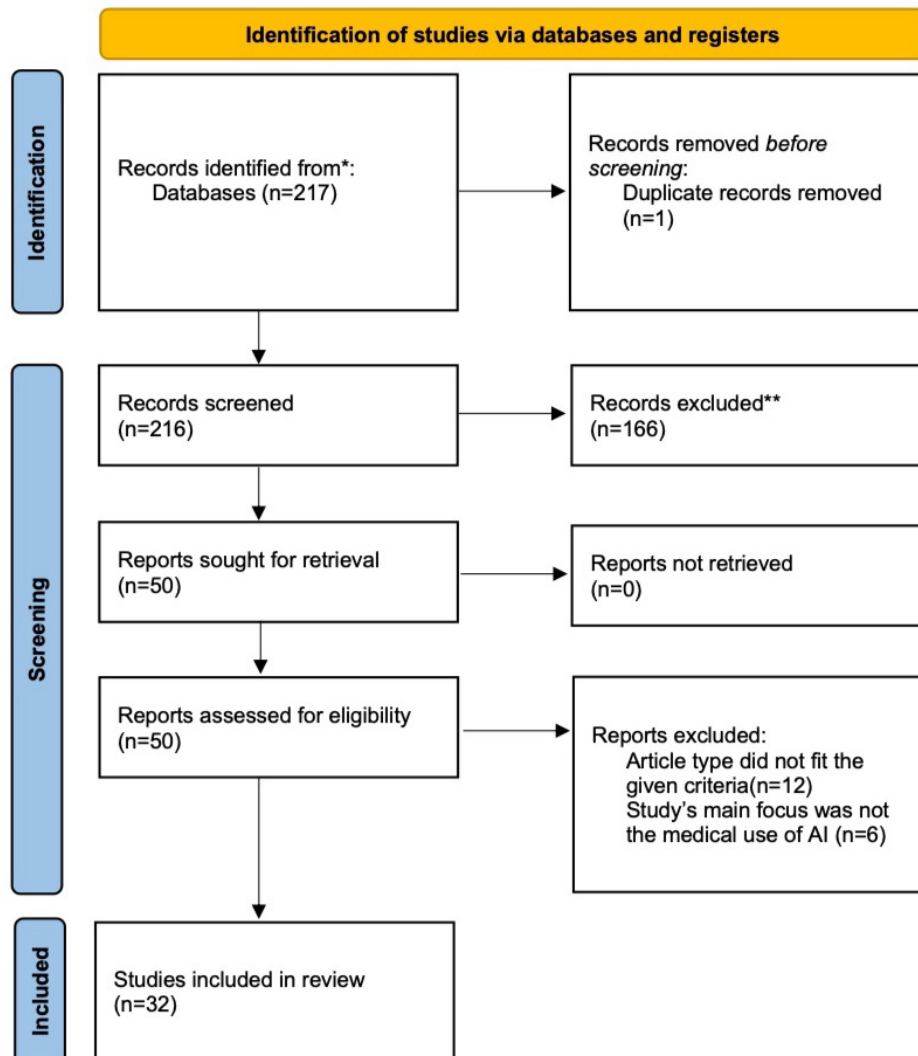 Identification of studies via databases and registers
Identification
Records identified from*:
Databases (n=217)
Records removed before
screening:
Duplicate records removed
(n=1)
Screening
Records screened
(n=216)
Records excluded**
(n=166)
Reports sought for retrieval
(n=50)
Reports not retrieved
(n=0)
Reports assessed for eligibility
(n=50)
Reports excluded:
Article type did not fit the
given criteria(n=12)
Study's main focus was not
the medical use of AI (n=6)
Included
Studies included in review
(n=32)